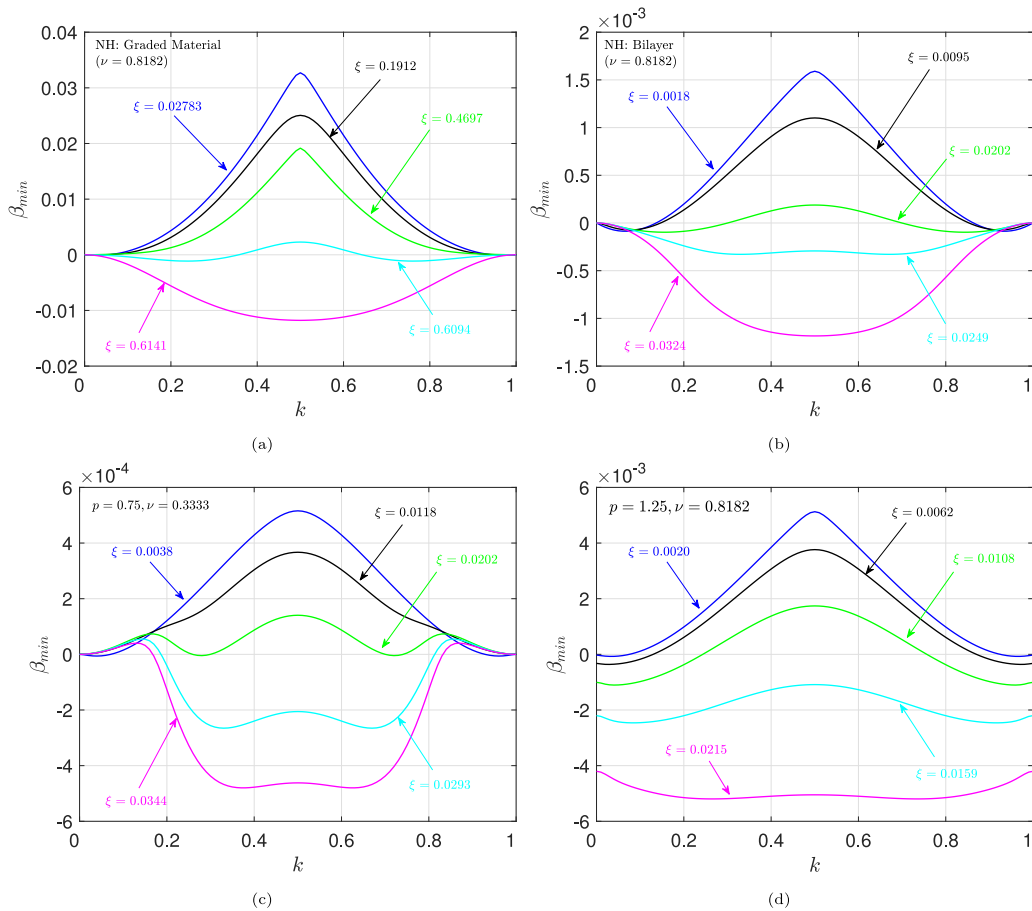 NH: Graded Material
(ν = 0.8182)
ξ = 0.02783
ξ = 0.1912
ξ = 0.4697
ξ = 0.6094
ξ = 0.6141
0.04
0.03
0.02
0.01
0
-0.01
-0.02
β_min
0 0.2 0.4 0.6 0.8 1
k
(a)
×10^-3
NH: Bilayer
(ν = 0.8182)
ξ = 0.0018
ξ = 0.0095
ξ = 0.0202
ξ = 0.0249
ξ = 0.0324
2
1.5
1
0.5
0
-0.5
-1
-1.5
β_min
0 0.2 0.4 0.6 0.8 1
k
(b)
×10^-4
p = 0.75, ν = 0.3333
ξ = 0.0038
ξ = 0.0118
ξ = 0.0202
ξ = 0.0293
ξ = 0.0344
6
4
2
0
-2
-4
-6
β_min
0 0.2 0.4 0.6 0.8 1
k
(c)
×10^-3
p = 1.25, ν = 0.8182
ξ = 0.0020
ξ = 0.0062
ξ = 0.0108
ξ = 0.0215
ξ = 0.0159
6
4
2
0
-2
-4
-6
β_min
0 0.2 0.4 0.6 0.8 1
k
(d)